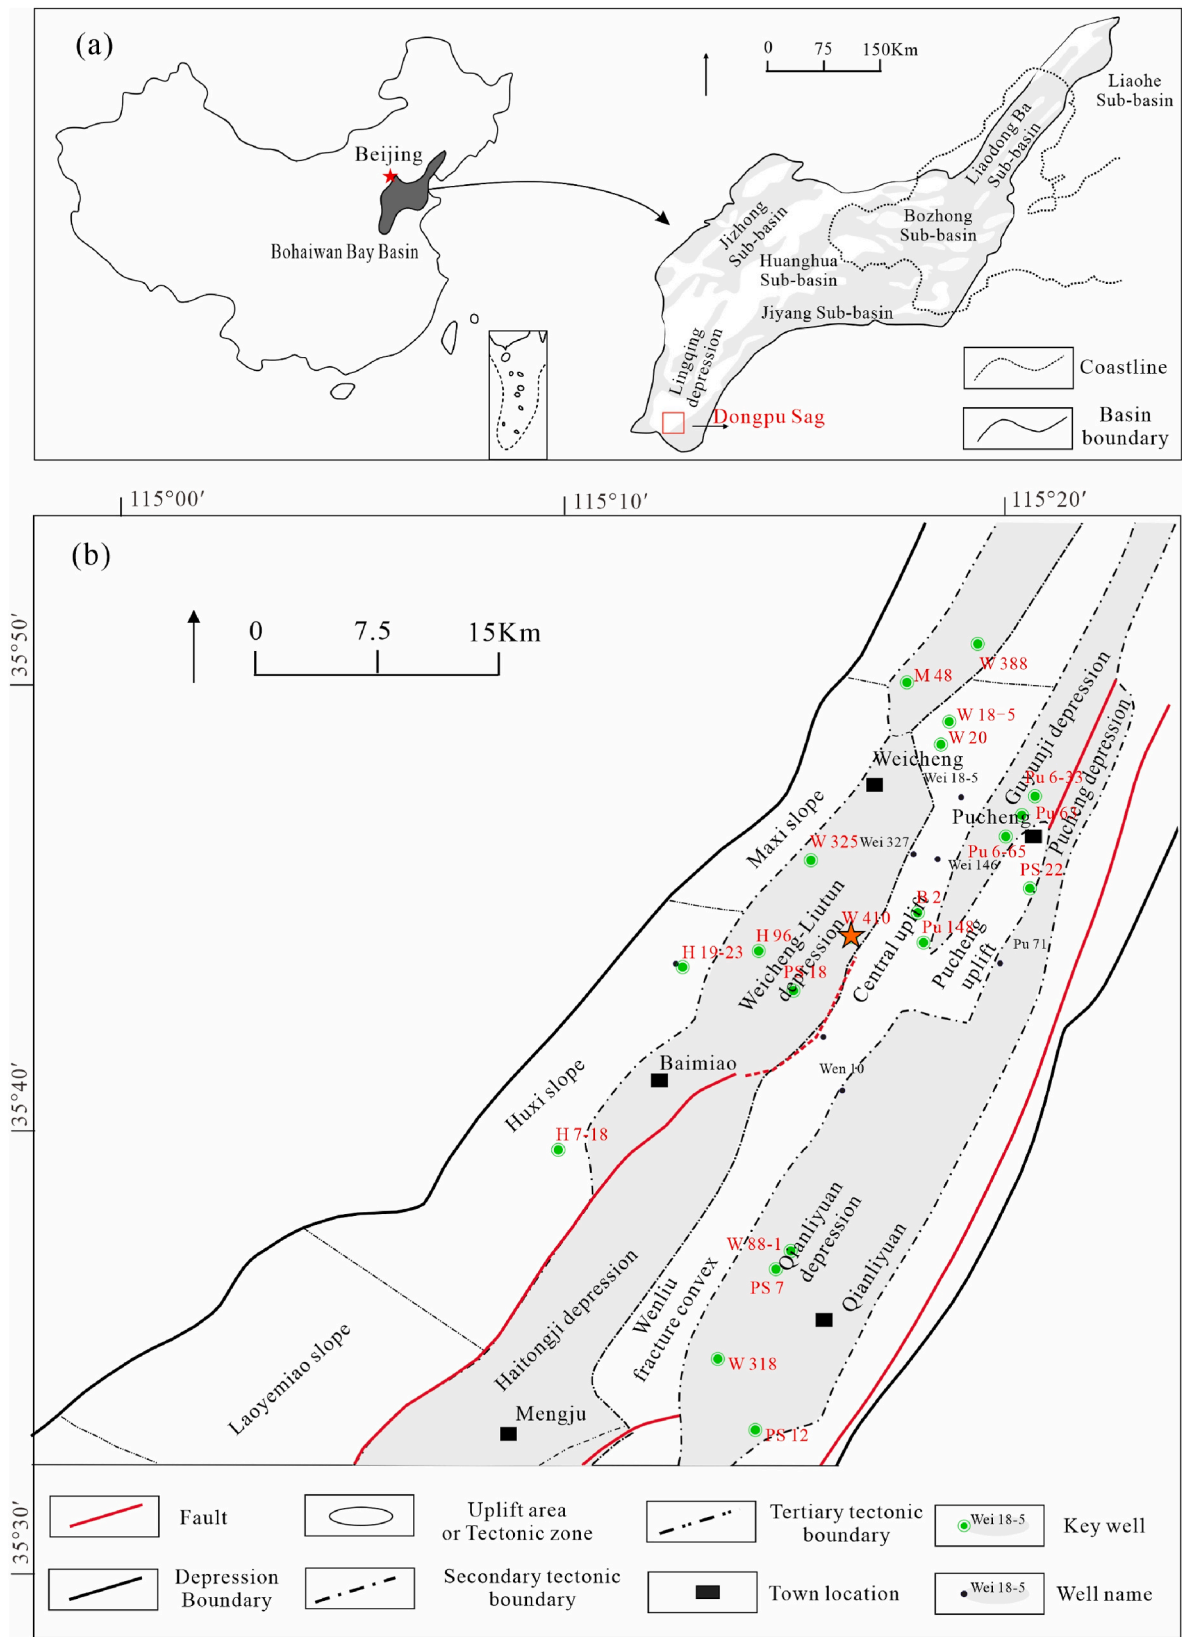 (a)
0 75 150Km
Liaohe
Sub-basin
Liaodong Ba
Sub-basin
Beijing
Bozhong
Sub-basin
Jizhong
Sub-basin
Bohaiwan Bay Basin
Huanghua
Sub-basin
Jiyang Sub-basin
Lingqing
depression
Coastline
Dongpu Sag
Basin
boundary
115°00′ 115°10′ 115°20′
(b)
35°50′
0 7.5 15Km
W 388
M 48
Guyunji depression
Pucheng depression
W 18-5
W 20
Weicheng
Wei 18-5
Pu 6-33
Pu 63
Pucheng
Maxi slope
W 325
Wei 327
Wei 146
Pu 6-65
PS 22
B 2
W 410
Pu 148
Central uplift
Pucheng
uplift
Pu 71
H 96
H 19-23
Weicheng-Liutun
depression
PS 18
Baimiao
Wen 10
35°40′
Huxi slope
H 7-18
W 88-1
PS 7
Qianliyuan
depression
Qianliyuan
Wenliu
fracture convex
Haitongji depression
W 318
Laoyemiao slope
Mengju
PS 12
35°30′
Fault
Uplift area
or Tectonic zone
Tertiary tectonic
boundary
Wei 18-5
Key well
Depression
Boundary
Secondary tectonic
boundary
Town location
Wei 18-5
Well name